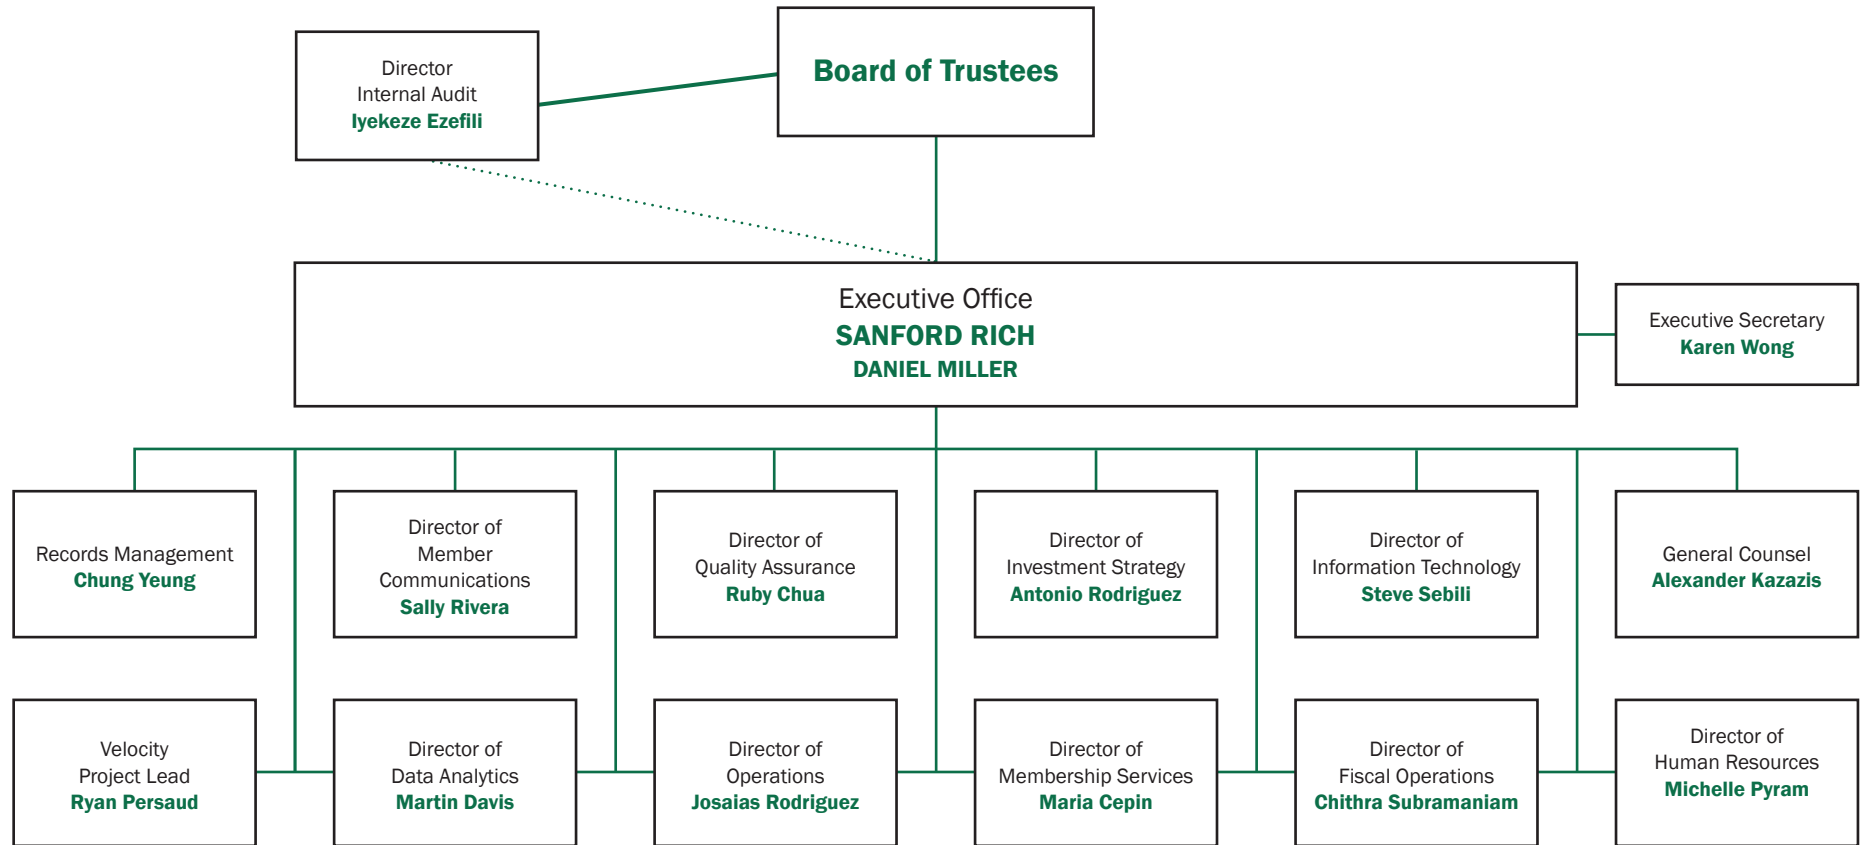 Director
Internal Audit
Iyekeze Ezefili
Board of Trustees
Executive Office
SANFORD RICH
DANIEL MILLER
Executive Secretary
Karen Wong
Records Management
Chung Yeung
Director of
Member
Communications
Sally Rivera
Director of
Quality Assurance
Ruby Chua
Director of
Investment Strategy
Antonio Rodriguez
Director of
Information Technology
Steve Sebili
General Counsel
Alexander Kazazis
Velocity
Project Lead
Ryan Persaud
Director of
Data Analytics
Martin Davis
Director of
Operations
Josaias Rodriguez
Director of
Membership Services
Maria Cepin
Director of
Fiscal Operations
Chithra Subramaniam
Director of
Human Resources
Michelle Pyram